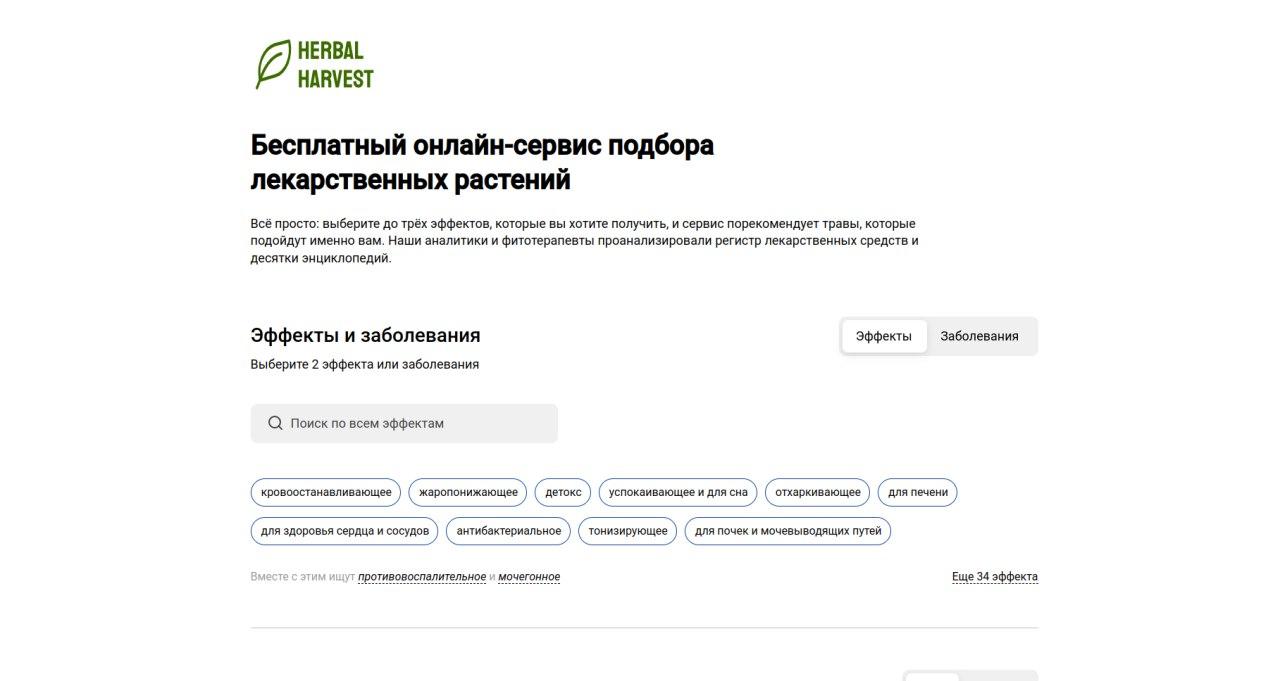 HERBAL
HARVEST
Бесплатный онлайн-сервис подбора
лекарственных растений
Всё просто: выберите до трёх эффектов, которые вы хотите получить, и сервис порекомендует травы, которые
подойдут именно вам. Наши аналитики и фитотерапевты проанализировали регистр лекарственных средств и
десятки энциклопедий.
Эффекты и заболевания
Эффекты Заболевания
Выберите 2 эффекта или заболевания
Поиск по всем эффектам
кровоостанавливающее жаропонижающее детокс успокаивающее и для сна отхаркивающее для печени
для здоровья сердца и сосудов антибактериальное тонизирующее для почек и мочевыводящих путей
Вместе с этим ищут противовоспалительное и мочегонное Еще 34 эффекта